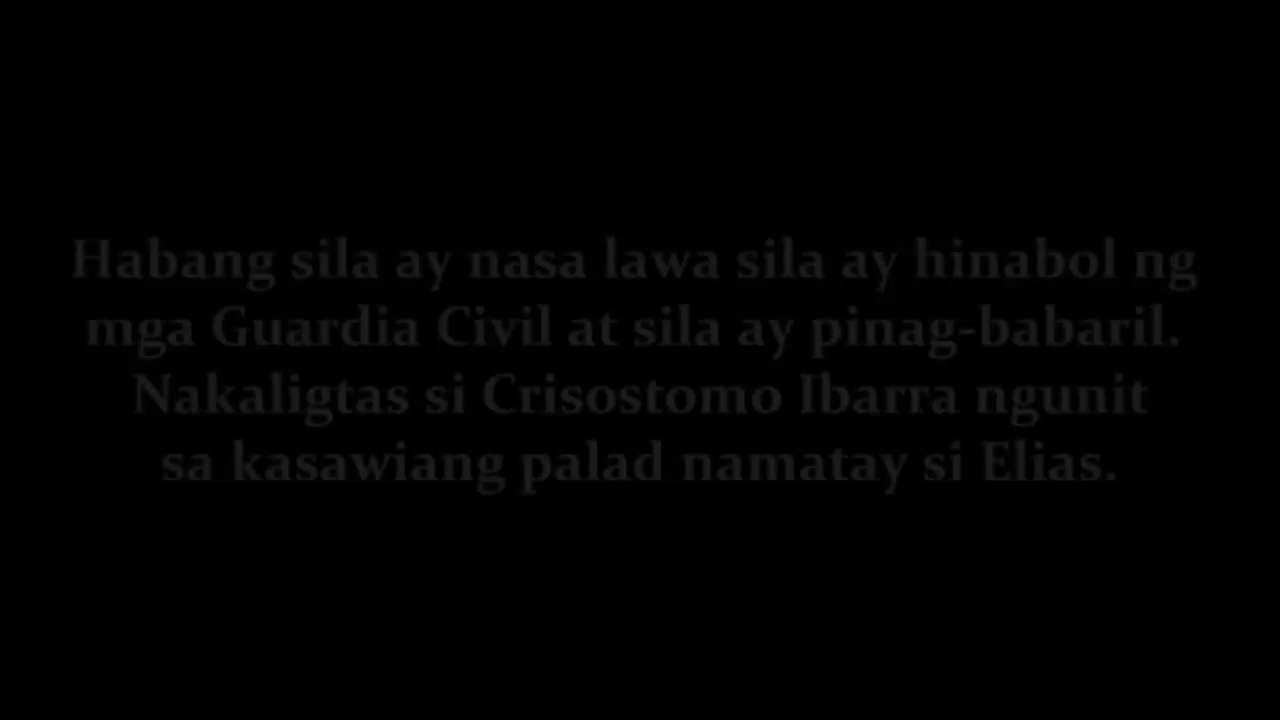 Habang sila ay nasa lawa sila ay hinabol ng
mga Guardia Civil at sila ay pinag-babaril.
Nakaligtas si Crisostomo Ibarra ngunit
sa kasawiang palad namatay si Elias.